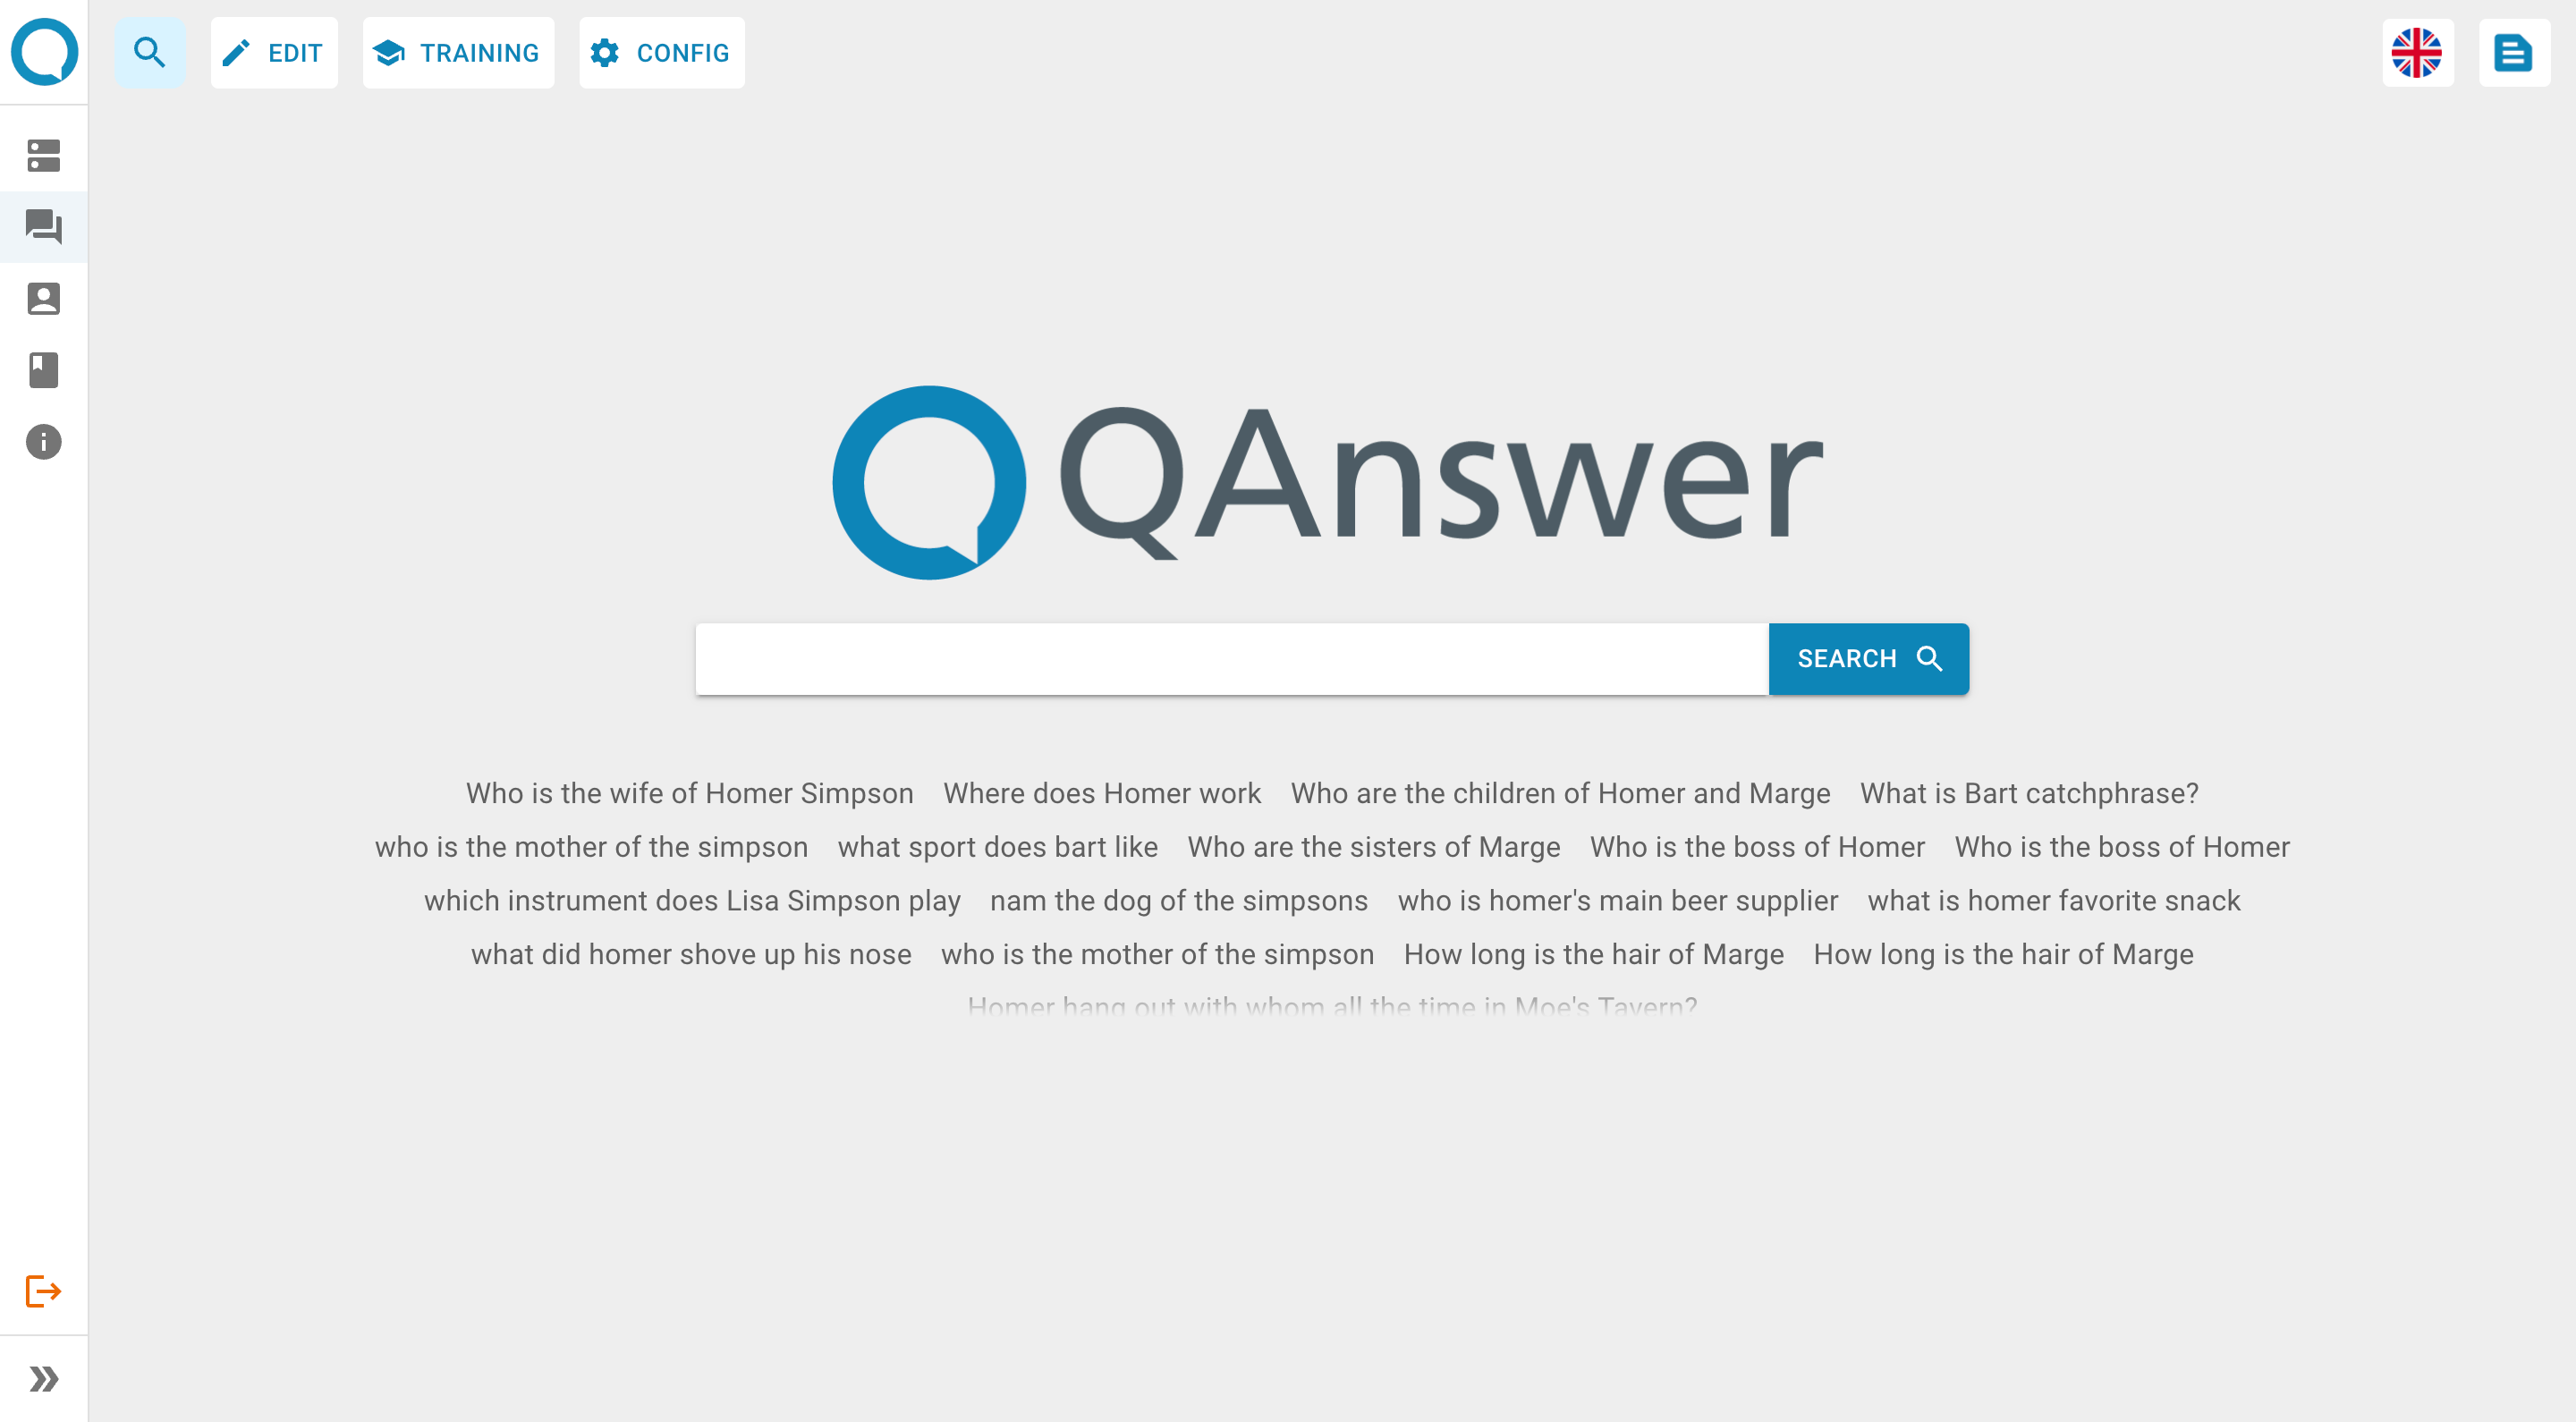 EDIT TRAINING CONFIG
QAnswer
SEARCH
Who is the wife of Homer Simpson Where does Homer work Who are the children of Homer and Marge What is Bart catchphrase?
who is the mother of the simpson what sport does bart like Who are the sisters of Marge Who is the boss of Homer Who is the boss of Homer
which instrument does Lisa Simpson play nam the dog of the simpsons who is homer's main beer supplier what is homer favorite snack
what did homer shove up his nose who is the mother of the simpson How long is the hair of Marge How long is the hair of Marge
Homer hang out with whom all the time in Moe's Tavern?